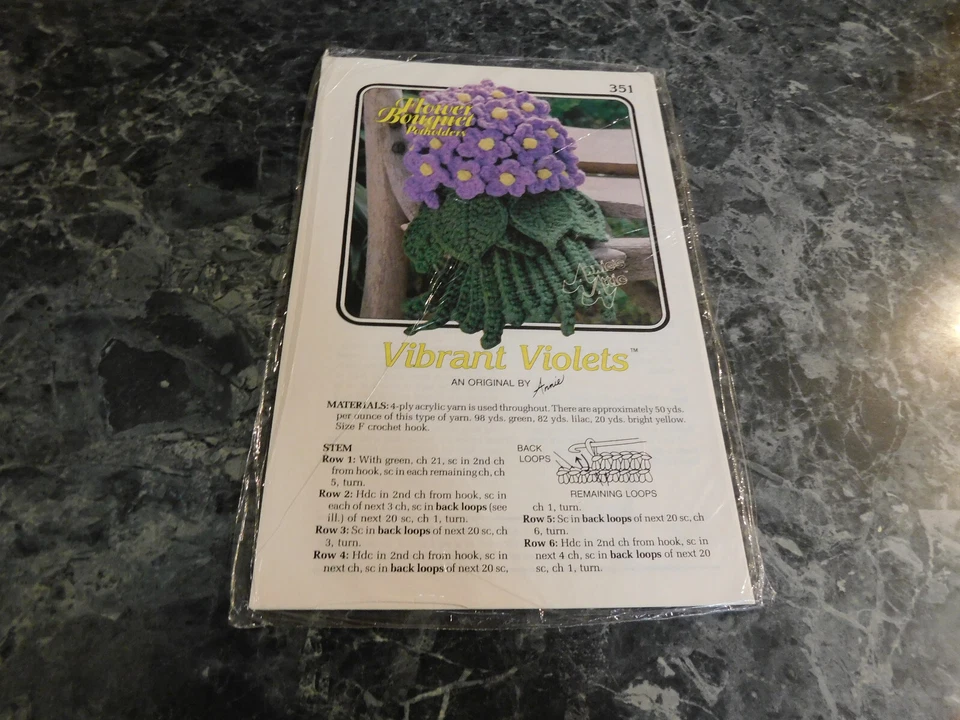 351
Flower
Bouquet
Potholders
Annie's
Attic
Vibrant Violets™
AN ORIGINAL BY Annie
MATERIALS: 4-ply acrylic yarn is used throughout. There are approximately 50 yds.
per ounce of this type of yarn. 98 yds. green, 82 yds. lilac, 20 yds. bright yellow.
Size F crochet hook.
STEM
Row 1: With green, ch 21, sc in 2nd ch
from hook, sc in each remaining ch, ch
5, turn.
Row 2: Hdc in 2nd ch from hook, sc in
each of next 3 ch, sc in back loops (see
ill.) of next 20 sc, ch 1, turn.
Row 3: Sc in back loops of next 20 sc, ch
3, turn.
Row 4: Hdc in 2nd ch from hook, sc in
next ch, sc in back loops of next 20 sc,
BACK
LOOPS
REMAINING LOOPS
ch 1, turn.
Row 5: Sc in back loops of next 20 sc, ch
6, turn.
Row 6: Hdc in 2nd ch from hook, sc in
next 4 ch, sc in back loops of next 20
sc, ch 1, turn.